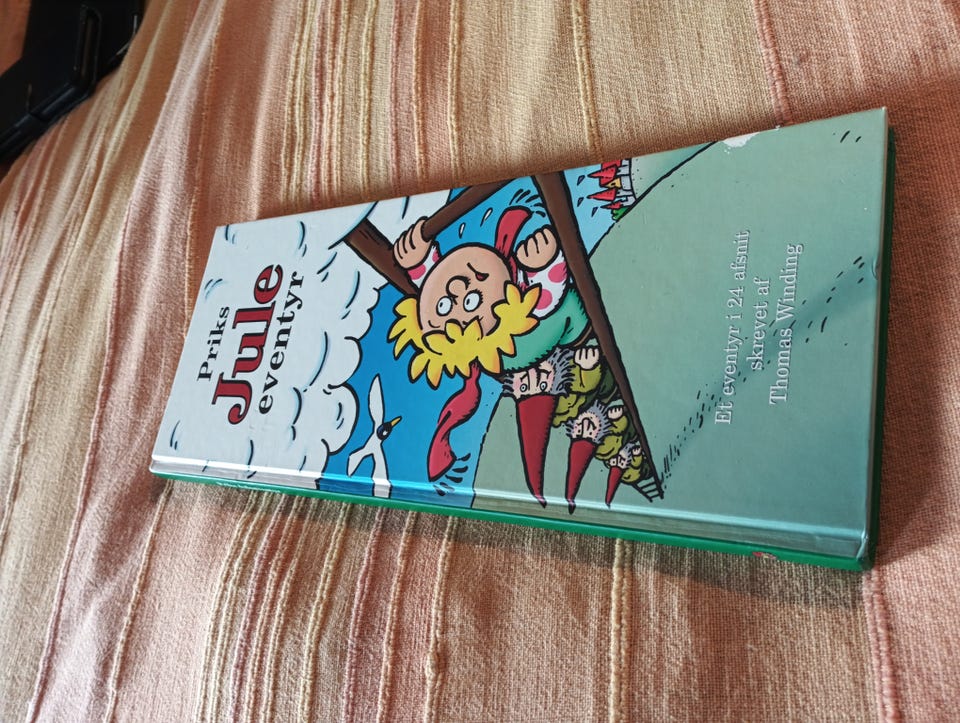 Priks
Jule
eventyr
Et eventyr i 24 afsnit
skrevet af
Thomas Winding